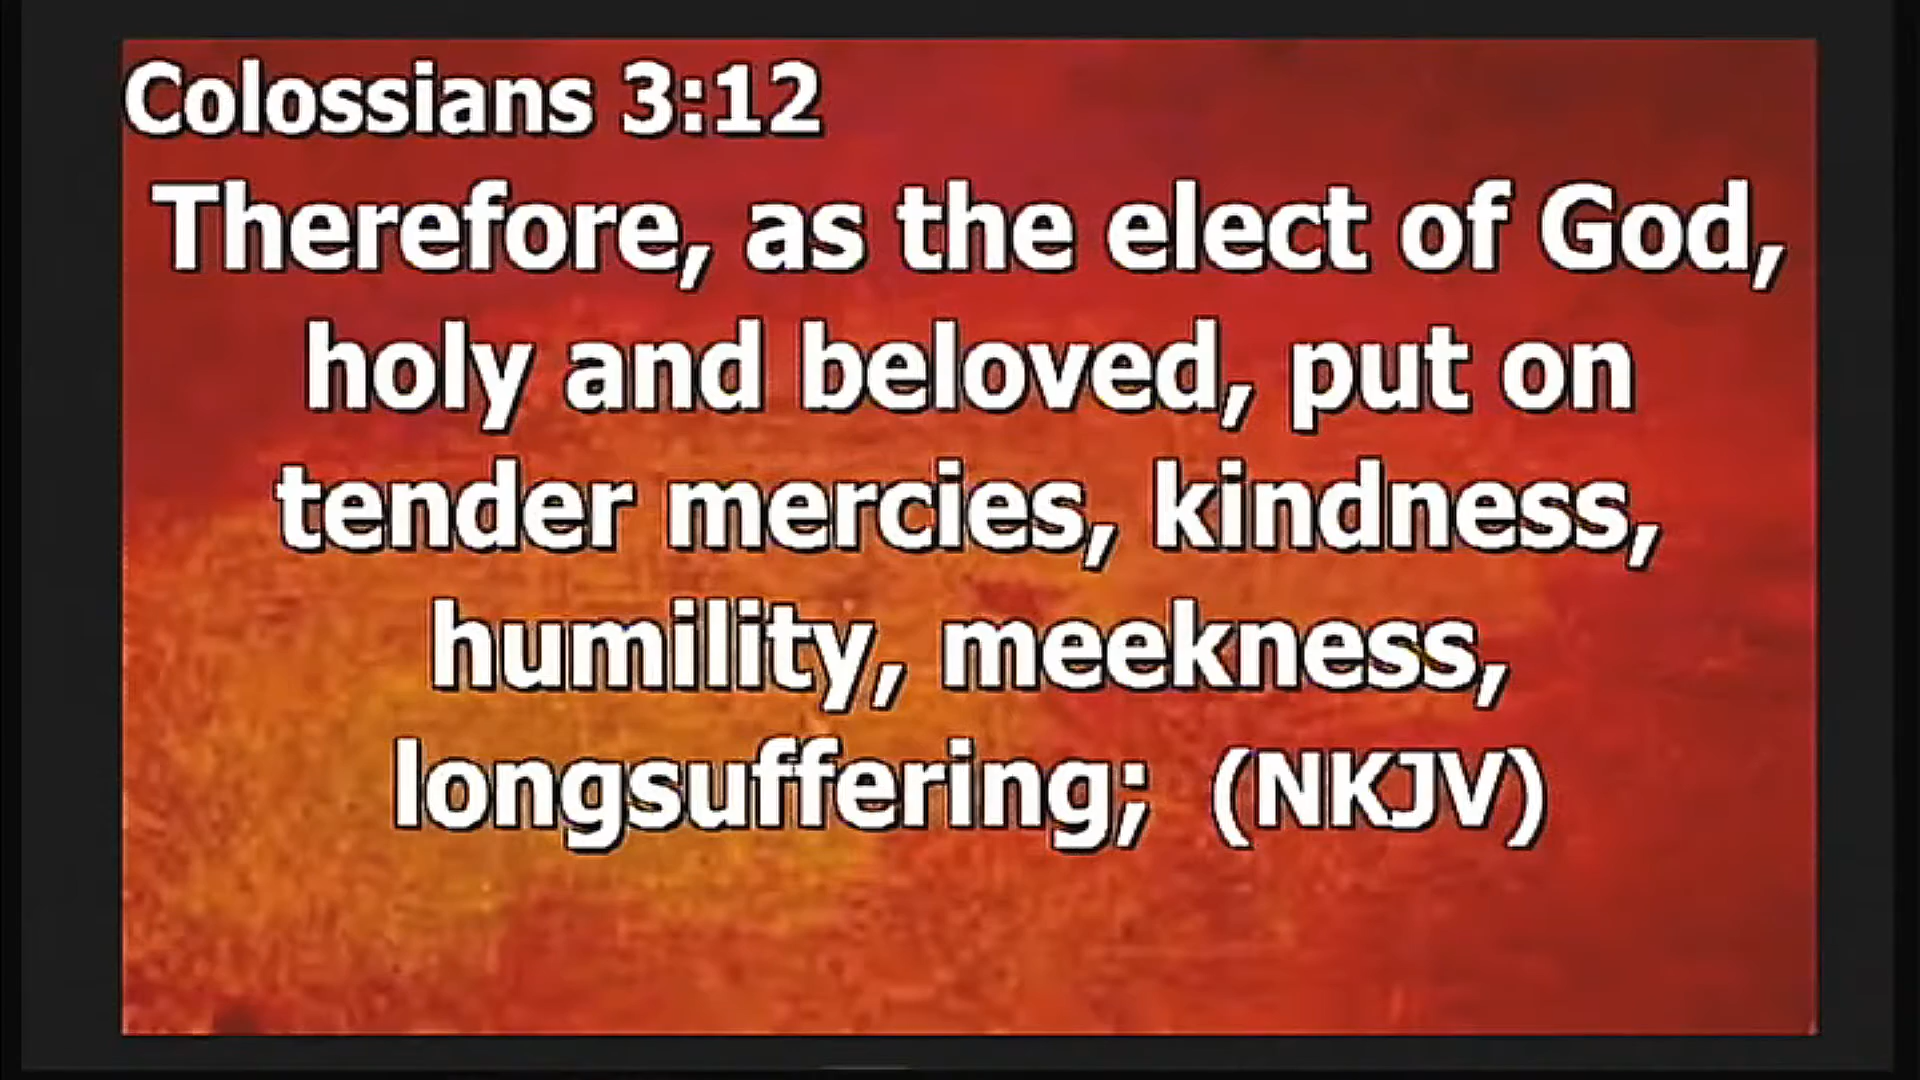 Colossians 3:12
Therefore, as the elect of God,
holy and beloved, put on
tender mercies, kindness,
humility, meekness,
longsuffering;  (NKJV)